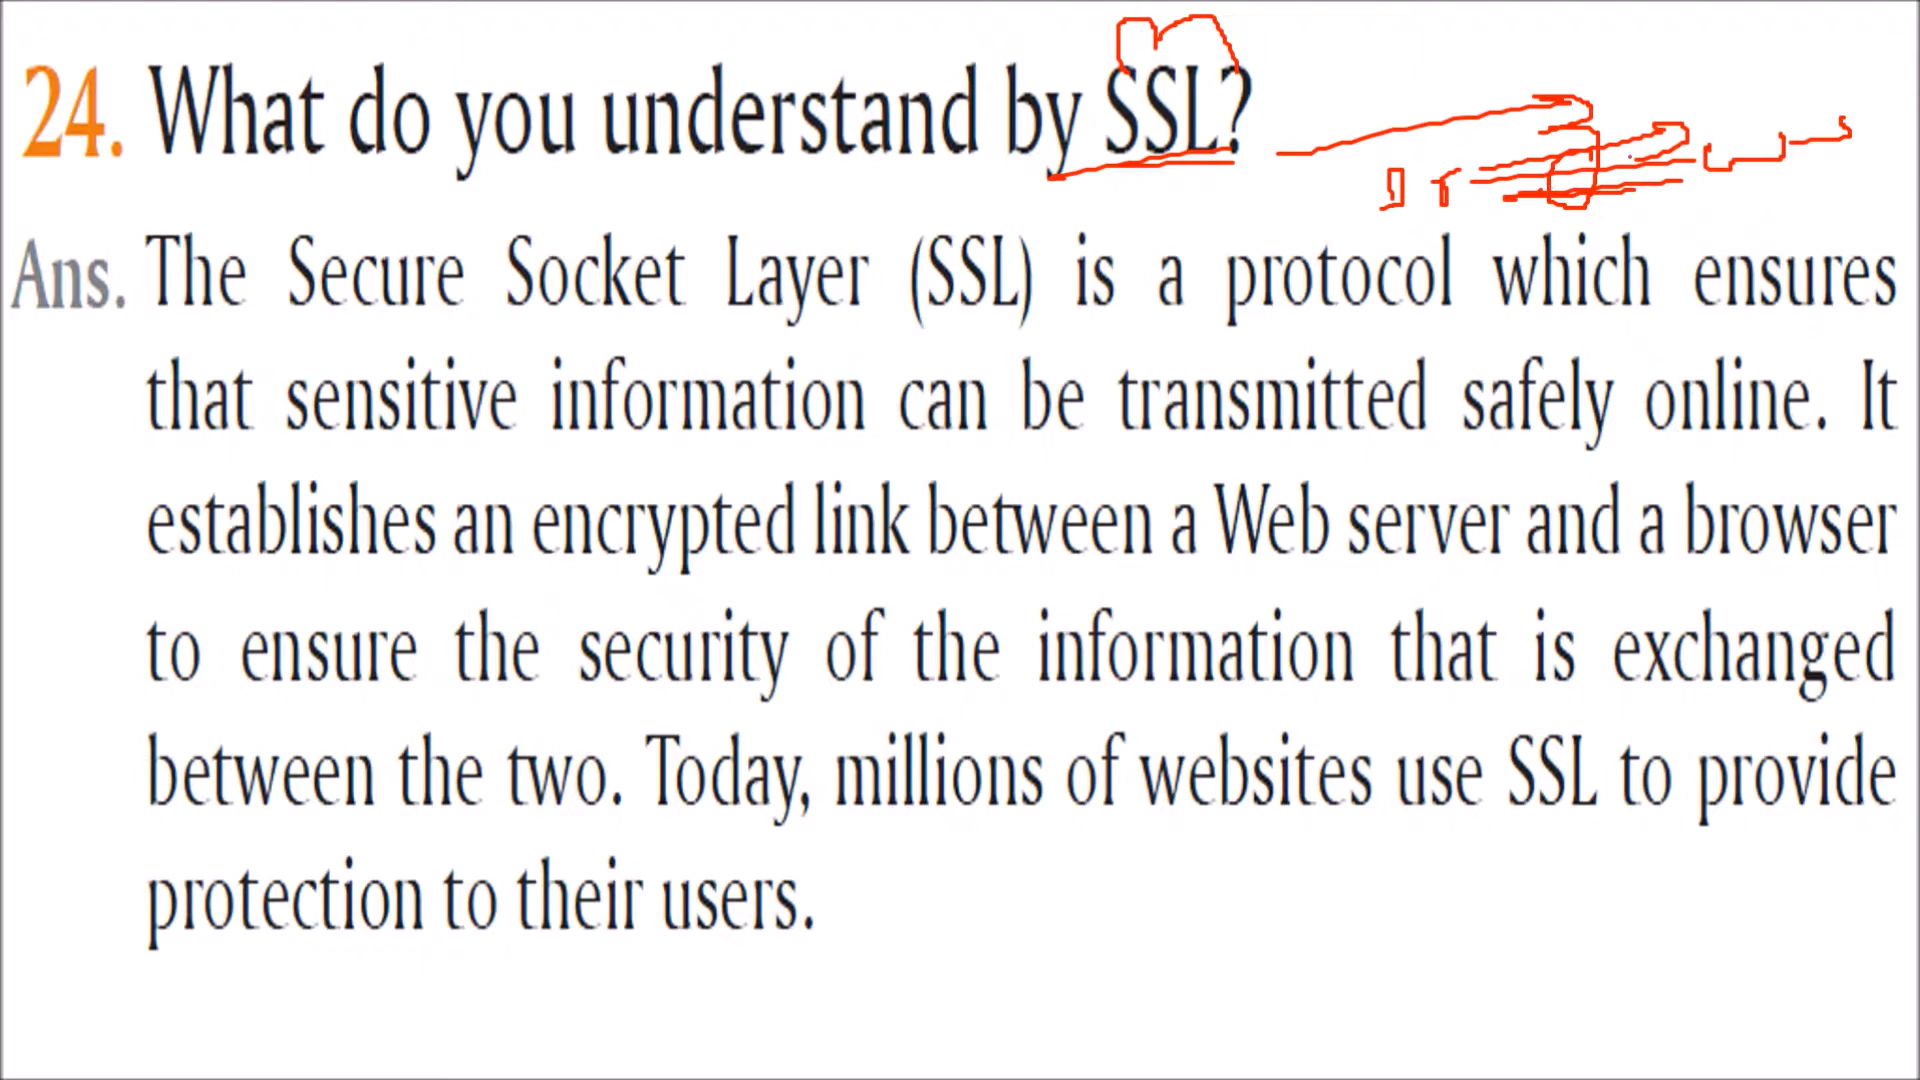 24. What do you understand by SSL?
Ans. The Secure Socket Layer (SSL) is a protocol which ensures
that sensitive information can be transmitted safely online. It
establishes an encrypted link between a Web server and a browser
to ensure the security of the information that is exchanged
between the two. Today, millions of websites use SSL to provide
protection to their users.